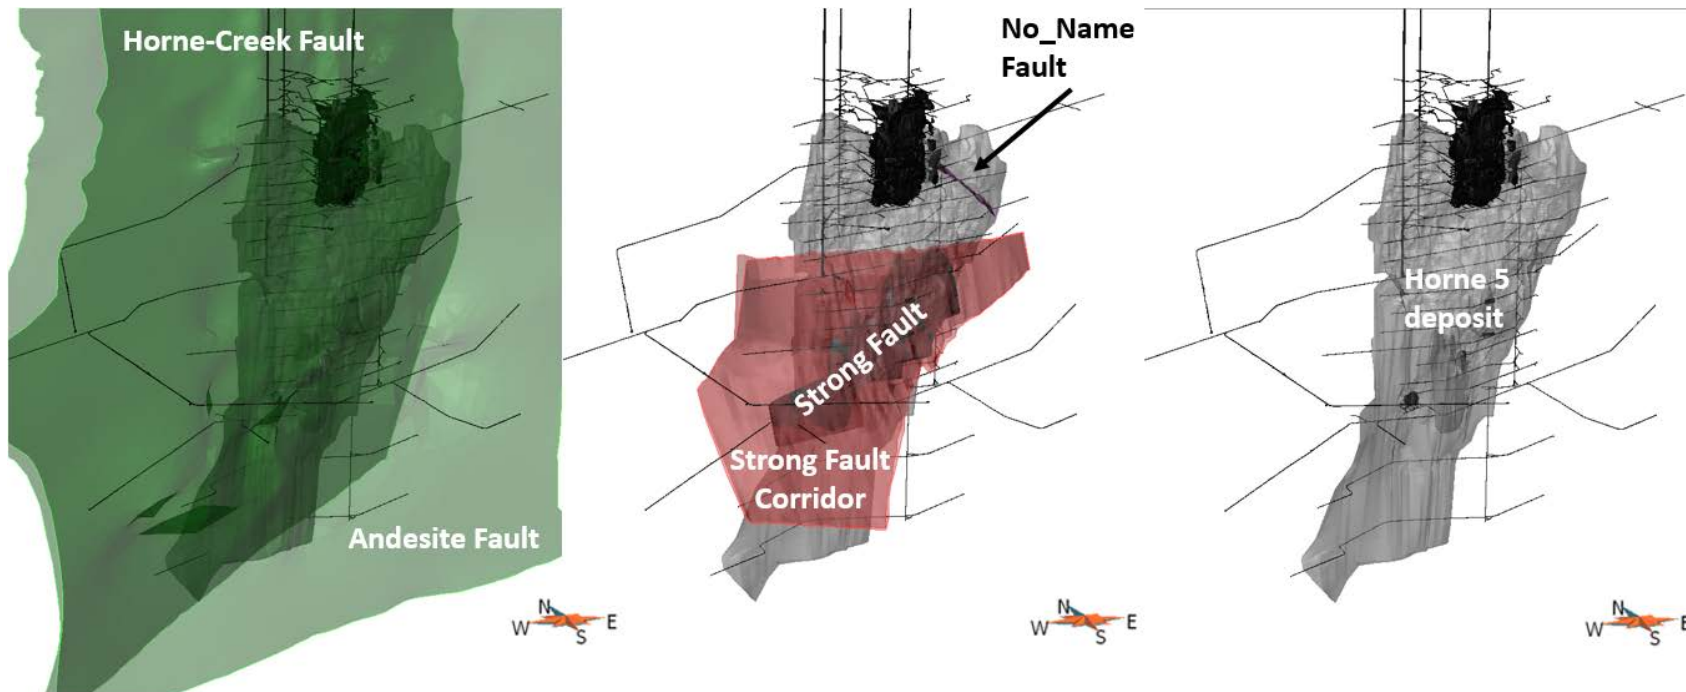 Horne-Creek Fault
Andesite Fault
N
W
E
S
No_Name
Fault
Strong Fault
Strong Fault
Corridor
N
W
E
S
Horne 5
deposit
N
W
E
S